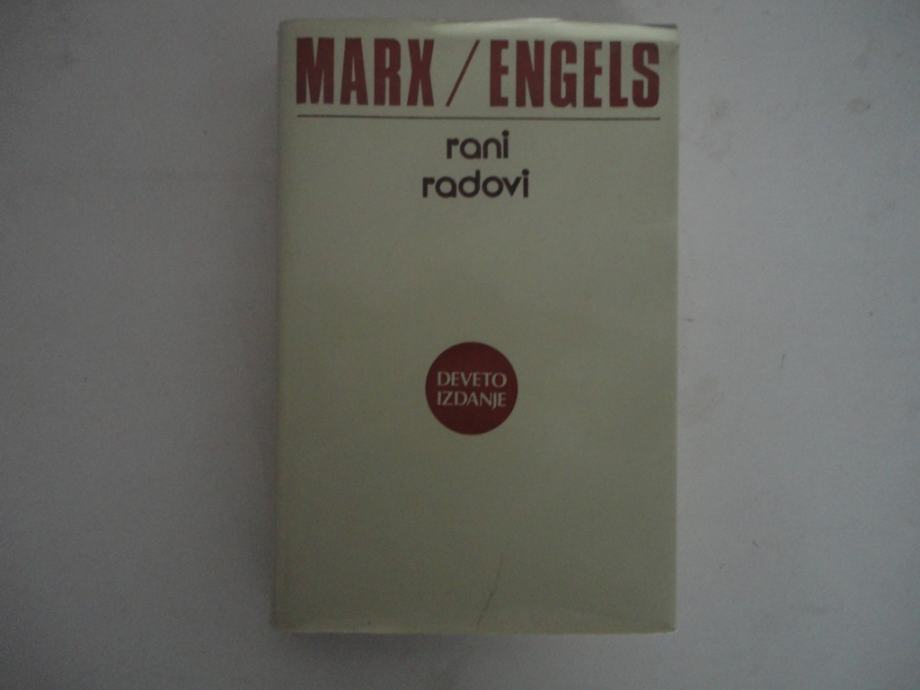 MARX / ENGELS
rani
radovi
DEVETO
IZDANJE